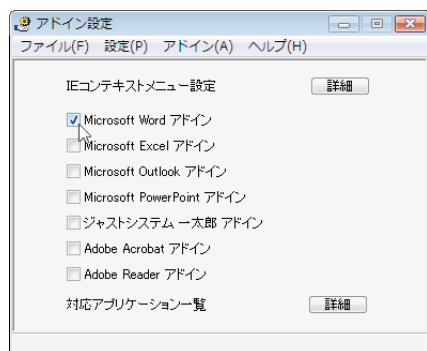 アドイン設定
ファイル(F) 設定(P) アドイン(A) ヘルプ(H)
IEコンテキストメニュー設定 詳細
Microsoft Word アドイン
Microsoft Excel アドイン
Microsoft Outlook アドイン
Microsoft PowerPoint アドイン
ジャストシステム 一太郎 アドイン
Adobe Acrobat アドイン
Adobe Reader アドイン
対応アプリケーション一覧 詳細